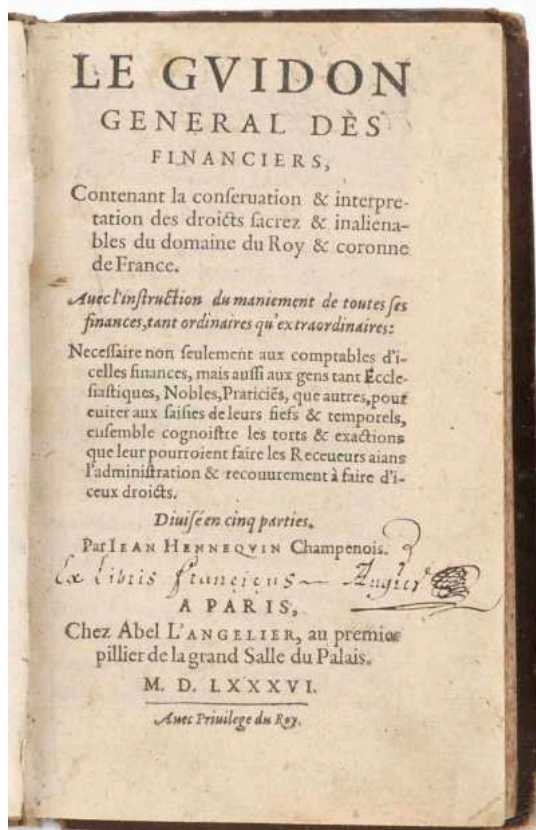 LE GVIDON
GENERAL DÈS
FINANCIERS,
Contenant la conſeruation & interpre-
tation des droicts ſacrez & inaliena-
bles du domaine du Roy & coronne
de France.
Auec l'inſtruction du maniement de toutes ſes
finances, tant ordinaires qu'extraordinaires:
Neceſſaire non ſeulement aux comptables d'i-
celles finances, mais auſſi aux gens tant Eccle-
ſiaſtiques, Nobles, Praticiẽs, que autres, pour
euiter aux ſaiſies de leurs fiefs & temporels,
enſemble cognoiſtre les torts & exactions
que leur pourroient faire les Receueurs aians
l'adminiſtration & recouurement à faire d'i-
ceux droicts.
Diuiſé en cinq parties.
Par IEAN HENNEQVIN Champenois.
Ex Libris Augier
A PARIS,
Chez Abel L'ANGELIER, au premier
pillier de la grand Salle du Palais.
M. D. LXXXVI.
Auec Priuilege du Roy.